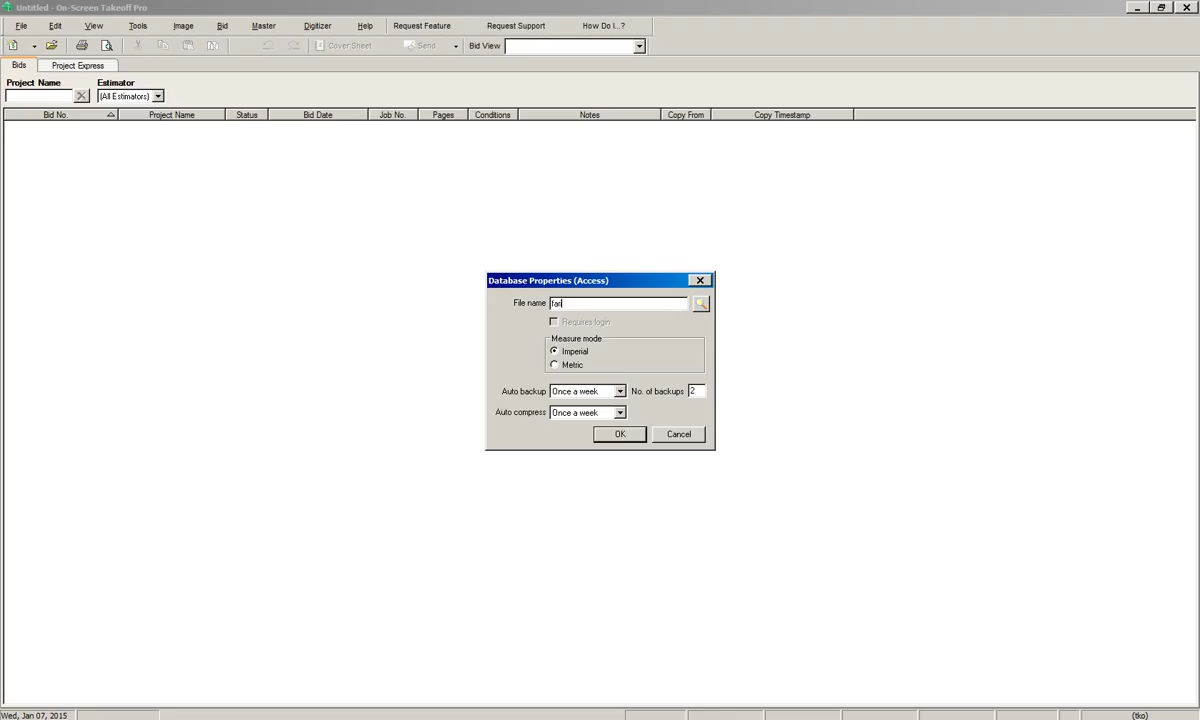 Untitled - On-Screen Takeoff Pro
File Edit View Tools Image Bid Master Digitizer Help Request Feature Request Support How Do I...?
Cover Sheet Send Bid View
Bids Project Express
Project Name Estimator
(All Estimators)
Bid No. Project Name Status Bid Date Job No. Pages Conditions Notes Copy From Copy Timestamp
Database Properties (Access)
File name fan
Requires login
Measure mode
Imperial
Metric
Auto backup Once a week No. of backups 2
Auto compress Once a week
OK Cancel
Wed, Jan 07, 2015 (tko)